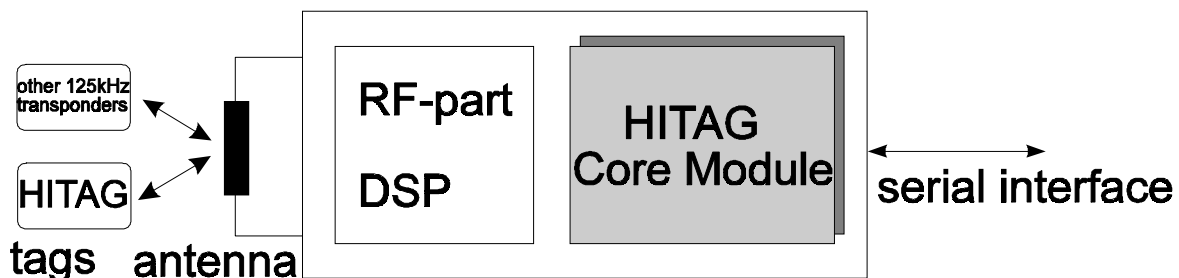 other 125kHz
transponders
HITAG
tags
antenna
RF-part
DSP
HITAG
Core Module
serial interface